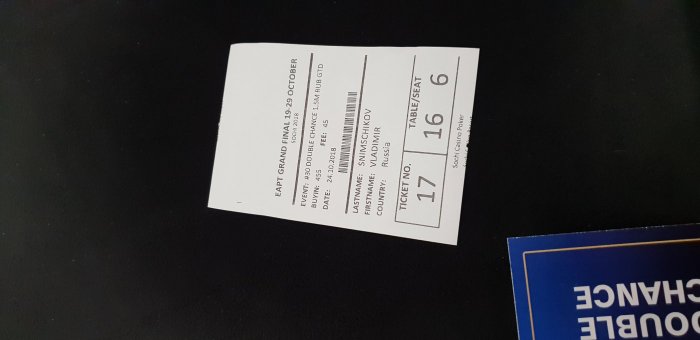 EAPT GRAND FINAL 19-29 OCTOBER
SOCHI 2018
EVENT: #30 DOUBLE CHANCE 1.5M RUB GTD
BUYIN: 455 FEE: 45
DATE: 24.10.2018
LASTNAME: SNIMSCHIKOV
FIRSTNAME: VLADIMIR
COUNTRY: Russia
TICKET NO. TABLE/SEAT
17 16 6
Sochi Casino Poker
DOUBLE
CHANCE